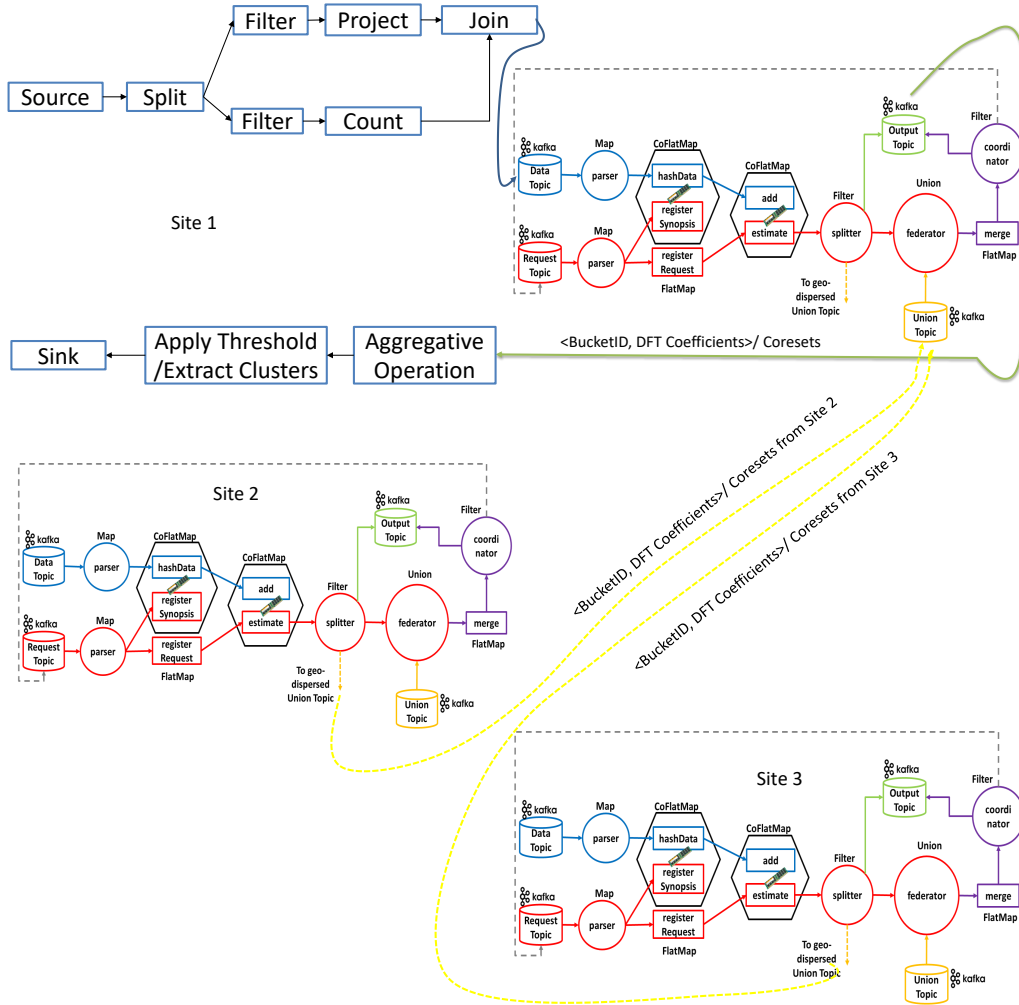 Filter
Project
Join
Source
Split
Filter
Count
Site 1
kafka
Data
Topic
Map
parser
CoFlatMap
hashData
register
Synopsis
CoFlatMap
add
estimate
kafka
Request
Topic
Map
parser
register
Request
FlatMap
Filter
splitter
To geo-
dispersed
Union Topic
kafka
Output
Topic
Filter
coordi
nator
Union
federator
merge
FlatMap
Union
Topic
kafka
<BucketID, DFT Coefficients>/ Coresets
Sink
Apply Threshold
/Extract Clusters
Aggregative
Operation
<BucketID, DFT Coefficients>/ Coresets from Site 2
<BucketID, DFT Coefficients>/ Coresets from Site 3
Site 2
kafka
Data
Topic
Map
parser
CoFlatMap
hashData
register
Synopsis
CoFlatMap
add
estimate
kafka
Request
Topic
Map
parser
register
Request
FlatMap
Filter
splitter
To geo-
dispersed
Union Topic
kafka
Output
Topic
Filter
coordi
nator
Union
federator
merge
FlatMap
Union
Topic
kafka
Site 3
kafka
Data
Topic
Map
parser
CoFlatMap
hashData
register
Synopsis
CoFlatMap
add
estimate
kafka
Request
Topic
Map
parser
register
Request
FlatMap
Filter
splitter
To geo-
dispersed
Union Topic
kafka
Output
Topic
Filter
coordi
nator
Union
federator
merge
FlatMap
Union
Topic
kafka